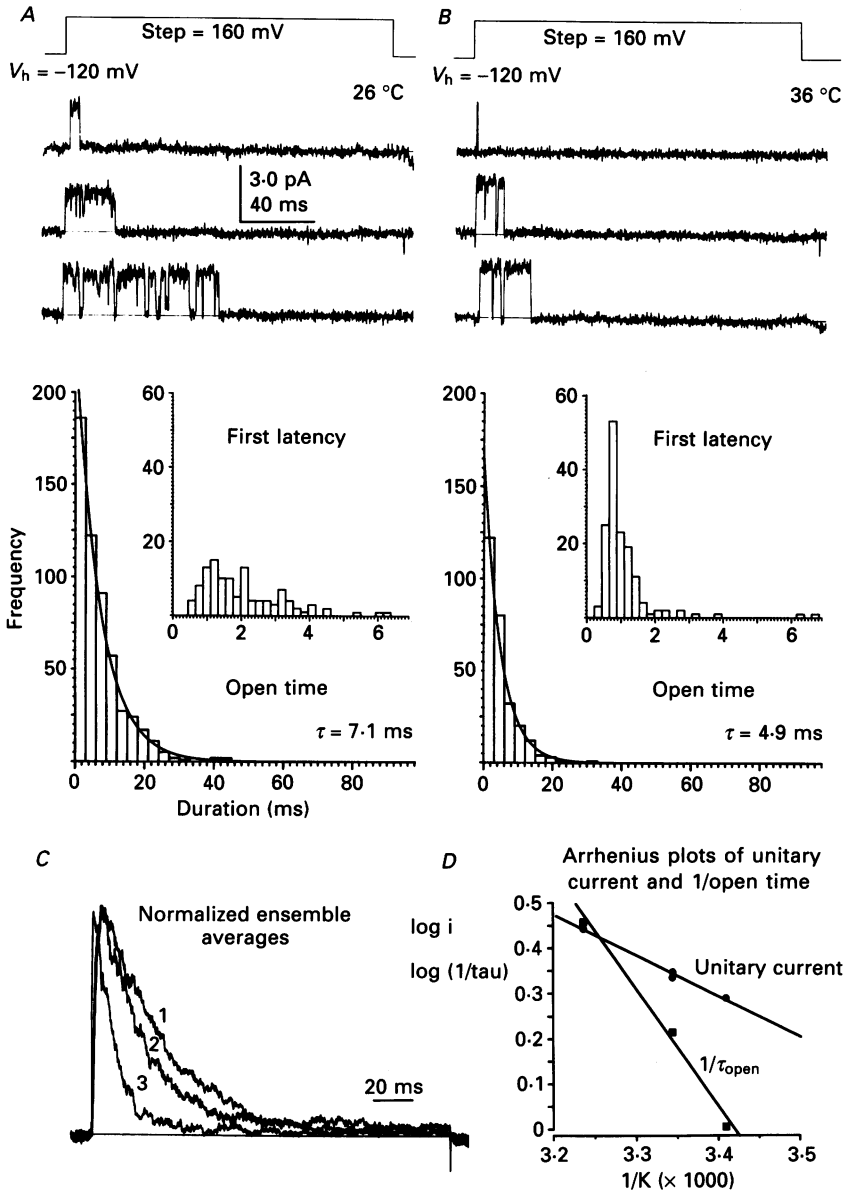 A
Step = 160 mV
Vh = −120 mV
26 °C
3·0 pA
40 ms
B
Step = 160 mV
Vh = −120 mV
36 °C
200
150
100
50
Frequency
60
40
20
First latency
0 2 4 6
Open time
τ = 7·1 ms
0 20 40 60 80
Duration (ms)
200
150
100
50
60
40
20
First latency
0 2 4 6
Open time
τ = 4·9 ms
0 20 40 60 80
C
Normalized ensemble
averages
1
2
3
20 ms
D
Arrhenius plots of unitary
current and 1/open time
log i
log (1/tau)
0·5
0·4
0·3
0·2
0·1
0
Unitary current
1/τopen
3·2 3·3 3·4 3·5
1/K (× 1000)